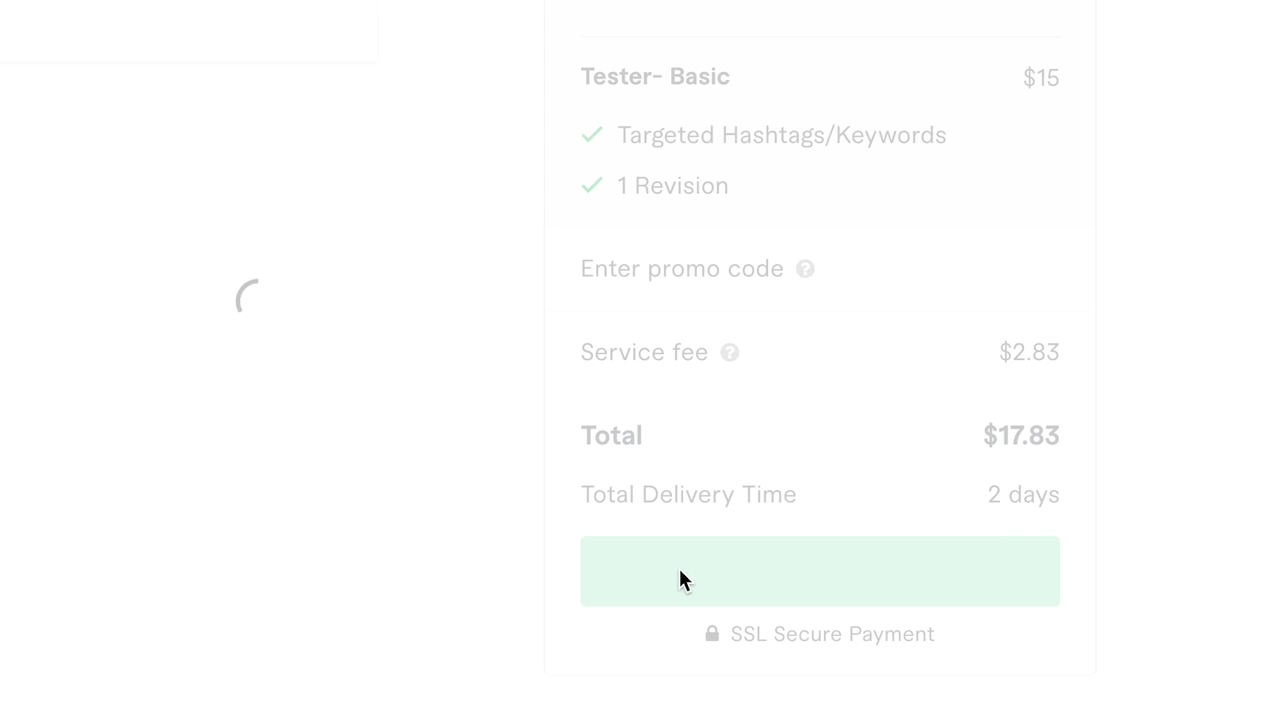 Tester- Basic $15
Targeted Hashtags/Keywords
1 Revision
Enter promo code
Service fee $2.83
Total $17.83
Total Delivery Time 2 days
SSL Secure Payment